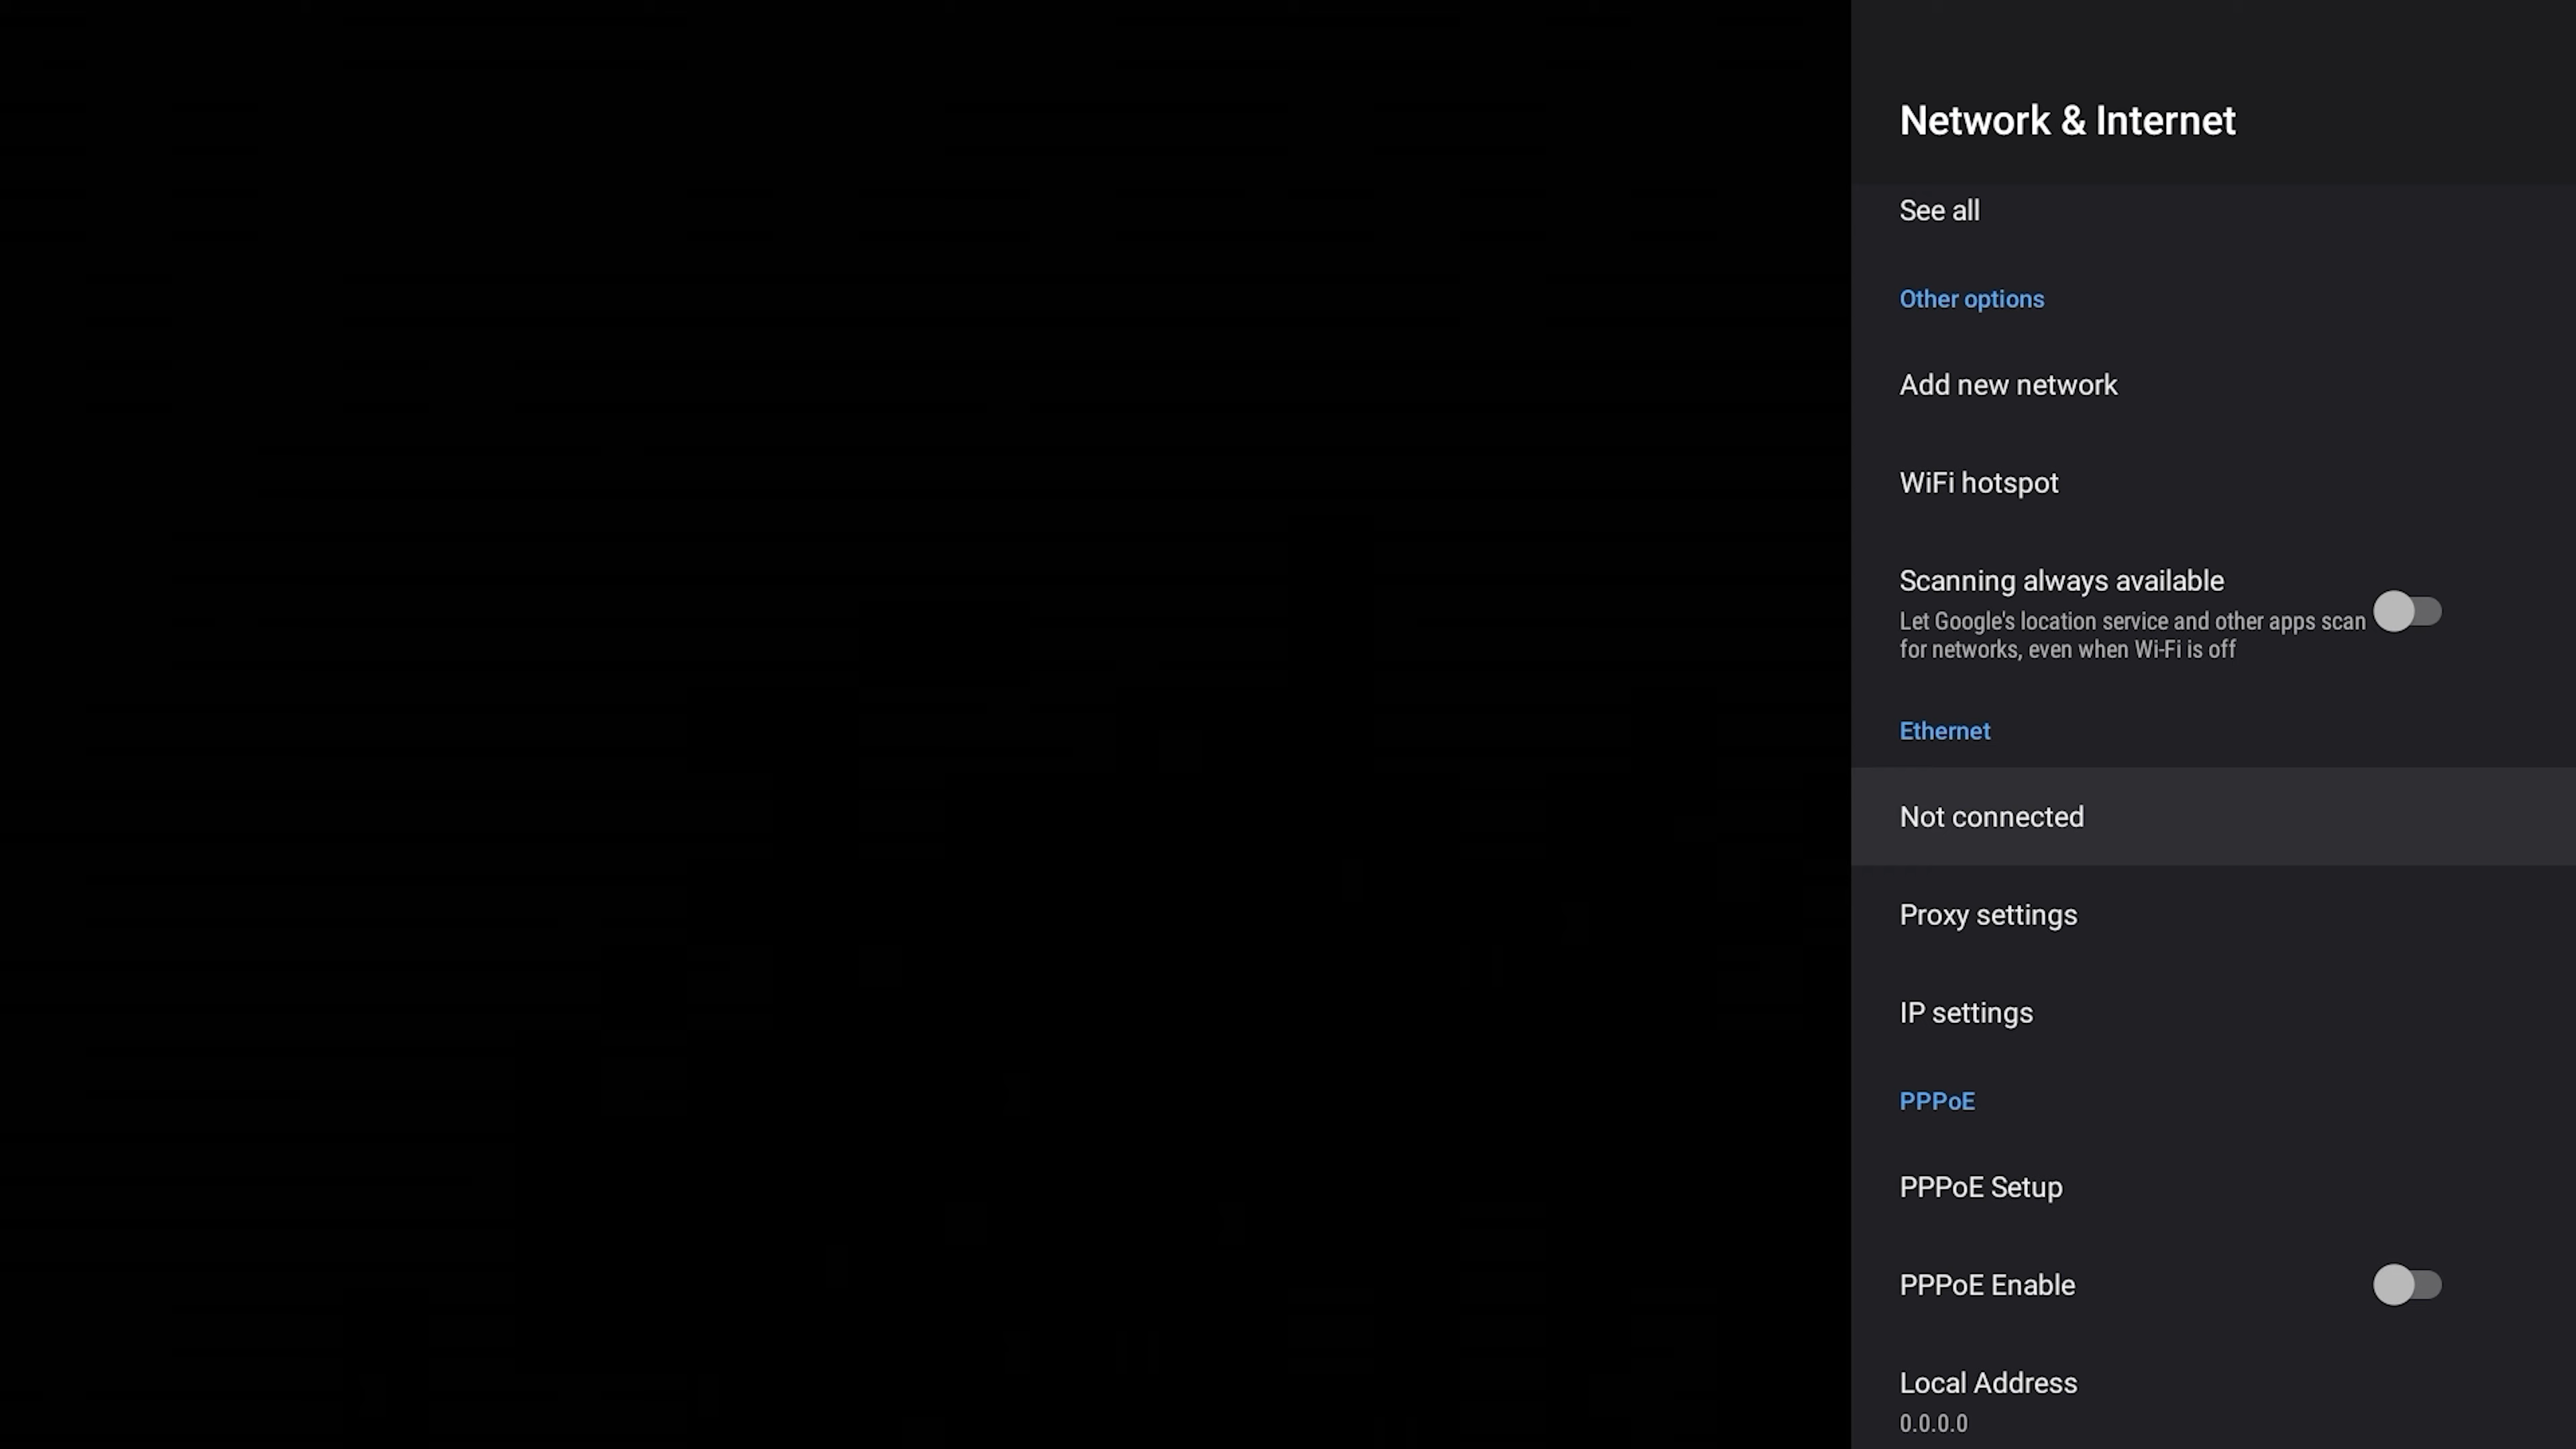 Network & Internet
See all
Other options
Add new network
WiFi hotspot
Scanning always available
Let Google's location service and other apps scan
for networks, even when Wi-Fi is off
Ethernet
Not connected
Proxy settings
IP settings
PPPoE
PPPoE Setup
PPPoE Enable
Local Address
0.0.0.0